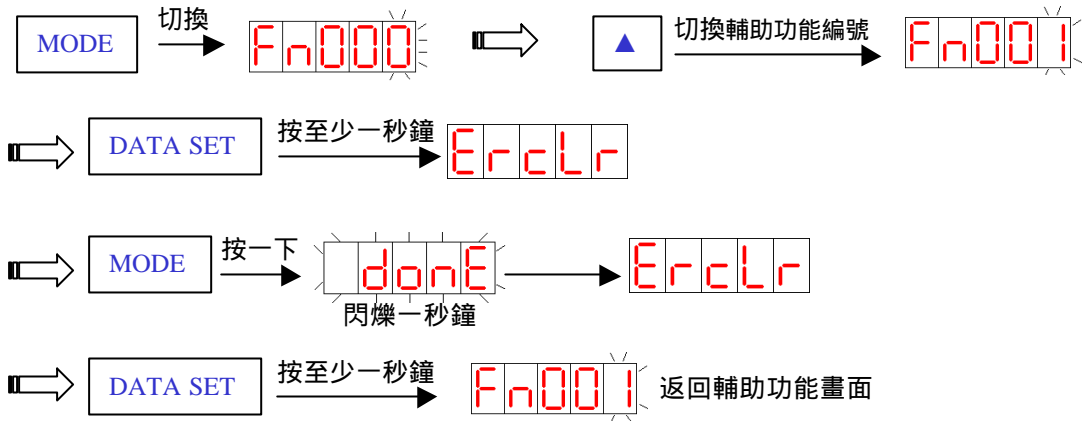 MODE 切換 Fn000 ▲ 切換輔助功能編號 Fn001
DATA SET 按至少一秒鐘 ErcLr
MODE 按一下 donE ErcLr
閃爍一秒鐘
DATA SET 按至少一秒鐘 Fn001 返回輔助功能畫面